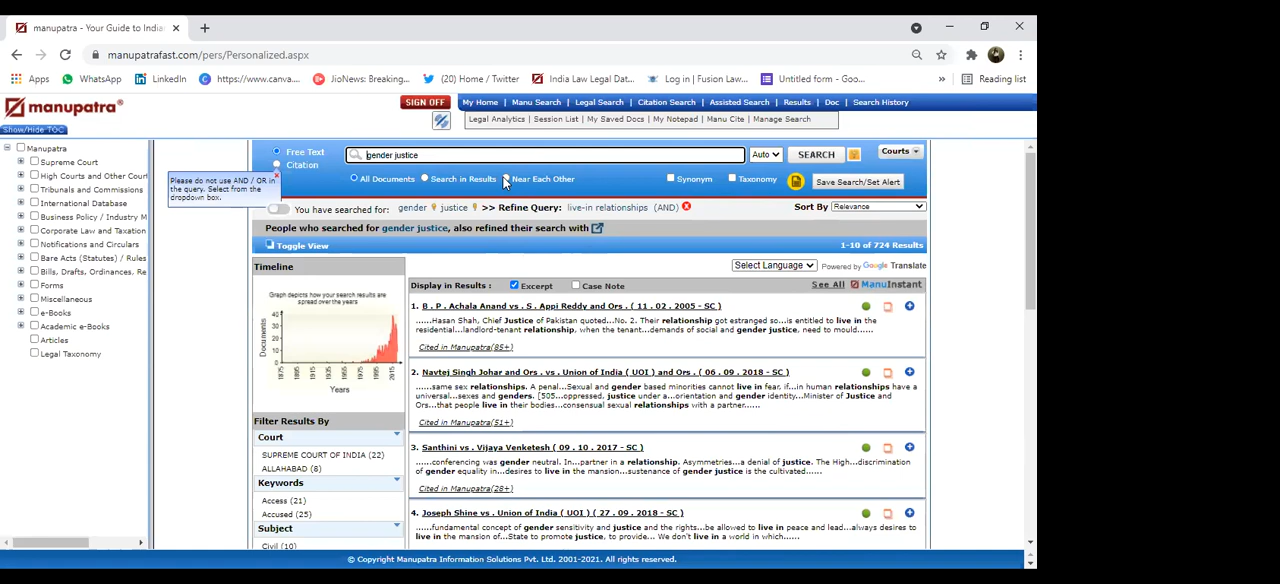 manupatra - Your Guide to India
manupatrafast.com/pers/Personalized.aspx
Apps WhatsApp LinkedIn https://www.canva.... JioNews: Breaking... (20) Home / Twitter India Law Legal Dat... Log in | Fusion Law... Untitled form - Goo... » Reading list
manupatra®
SIGN OFF
My Home | Manu Search | Legal Search | Citation Search | Assisted Search | Results | Doc | Search History
Legal Analytics | Session List | My Saved Docs | My Notepad | Manu Cite | Manage Search
Show/Hide TOC
Manupatra
Supreme Court
High Courts and Other Court
Tribunals and Commissions
International Database
Business Policy / Industry M
Corporate Law and Taxation
Notifications and Circulars
Bare Acts (Statutes) / Rules
Bills, Drafts, Ordinances, Re
Forms
Miscellaneous
e-Books
Academic e-Books
Articles
Legal Taxonomy
Please do not use AND / OR in
the query. Select from the
dropdown box.
Free Text
Citation
gender justice
Auto
SEARCH
Courts
All Documents Search in Results Near Each Other
Synonym Taxonomy
Save Search/Set Alert
You have searched for: gender justice >> Refine Query: live-in relationships (AND)
Sort By Relevance
People who searched for gender justice, also refined their search with
Toggle View
1-10 of 724 Results
Timeline
Graph depicts how your search results are
spread over the years
Documents
40
30
20
10
0
1875 1895 1915 1935 1955 1975 1995 2015
Years
Filter Results By
Court
SUPREME COURT OF INDIA (22)
ALLAHABAD (8)
Keywords
Access (21)
Accused (25)
Subject
Civil (10)
Select Language
Powered by Google Translate
Display in Results : Excerpt Case Note
See All ManuInstant
1. B . P . Achala Anand vs . S . Appi Reddy and Ors . ( 11 . 02 . 2005 - SC )
......Hasan Shah, Chief Justice of Pakistan quoted...No. 2. Their relationship got estranged so...is entitled to live in the
residential...landlord-tenant relationship, when the tenant...demands of social and gender Justice, need to mould......
Cited in Manupatra(85+)
2. Navtej Singh Johar and Ors . vs . Union of India ( UOI ) and Ors . ( 06 . 09 . 2018 - SC )
......same sex relationships. A penal...Sexual and gender based minorities cannot live in fear, if...in human relationships have a
universal...sexes and genders. [505...oppressed, justice under a...orientation and gender identity...Minister of Justice and
Ors...that people live in their bodies...consensual sexual relationships with a partner......
Cited in Manupatra(51+)
3. Santhini vs . Vijaya Venketesh ( 09 . 10 . 2017 - SC )
......conferencing was gender neutral. In...partner in a relationship. Asymmetries...a denial of justice. The High...discrimination
of gender equality in...desires to live in the mansion...sustenance of gender justice is the cultivated......
Cited in Manupatra(28+)
4. Joseph Shine vs . Union of India ( UOI ) ( 27 . 09 . 2018 - SC )
......fundamental concept of gender sensitivity and justice and the rights...be allowed to live in peace and lead...always desires to
live in the mansion of...State to promote justice, to provide... We don't live in a world in which......
© Copyright Manupatra Information Solutions Pvt. Ltd. 2001-2021. All rights reserved.